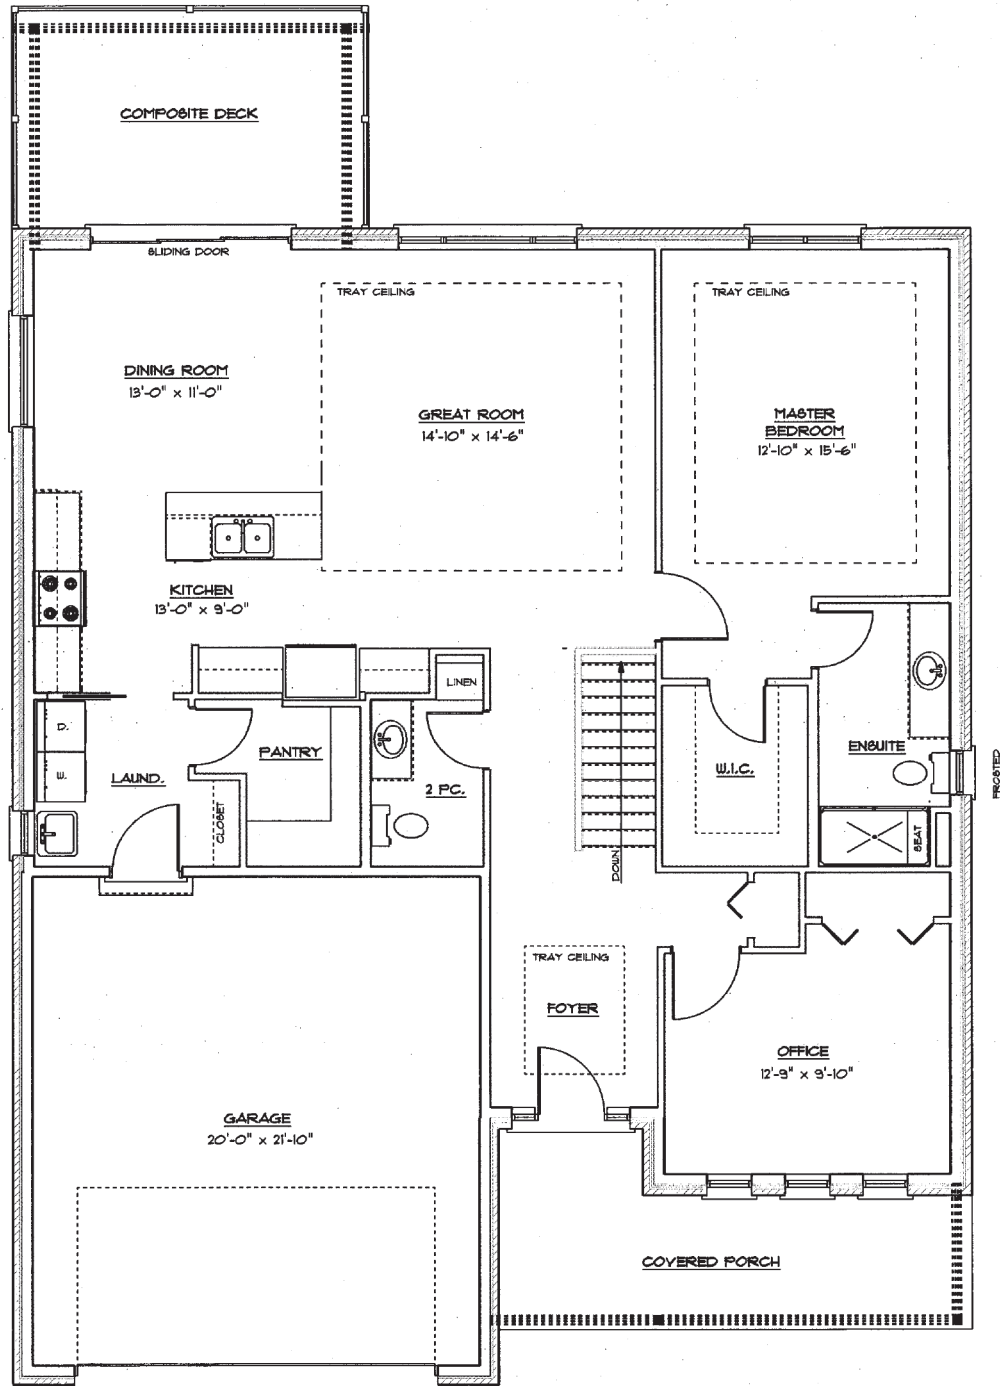 COMPOSITE DECK
SLIDING DOOR
TRAY CEILING
TRAY CEILING
DINING ROOM
13'-0" x 11'-0"
GREAT ROOM
14'-10" x 14'-6"
MASTER
BEDROOM
12'-10" x 15'-6"
KITCHEN
13'-0" x 9'-0"
LINEN
D.
W.
LAUND.
PANTRY
CLOSET
2 PC.
DOWN
W.I.C.
ENSUITE
SEAT
FROSTED
TRAY CEILING
FOYER
OFFICE
12'-9" x 9'-10"
GARAGE
20'-0" x 21'-10"
COVERED PORCH